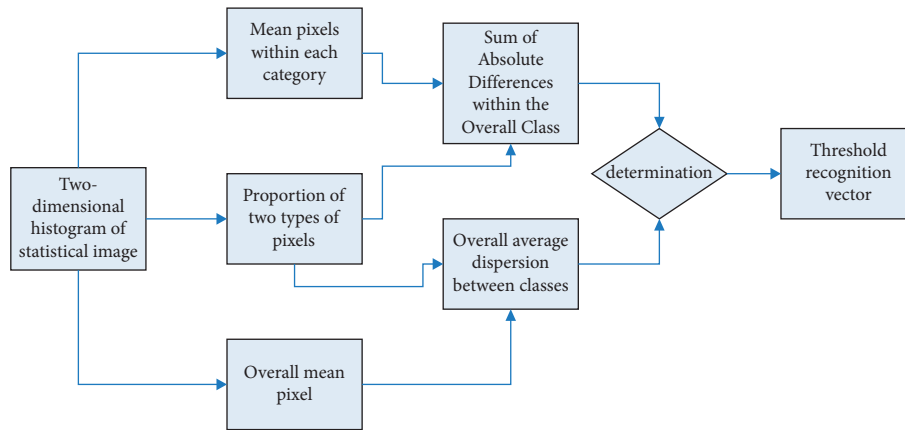 Mean pixels
within each
category
Sum of
Absolute
Differences
within the
Overall Class
Two-
dimensional
histogram of
statistical image
Proportion of
two types of
pixels
Overall average
dispersion
between classes
Overall mean
pixel
determination
Threshold
recognition
vector